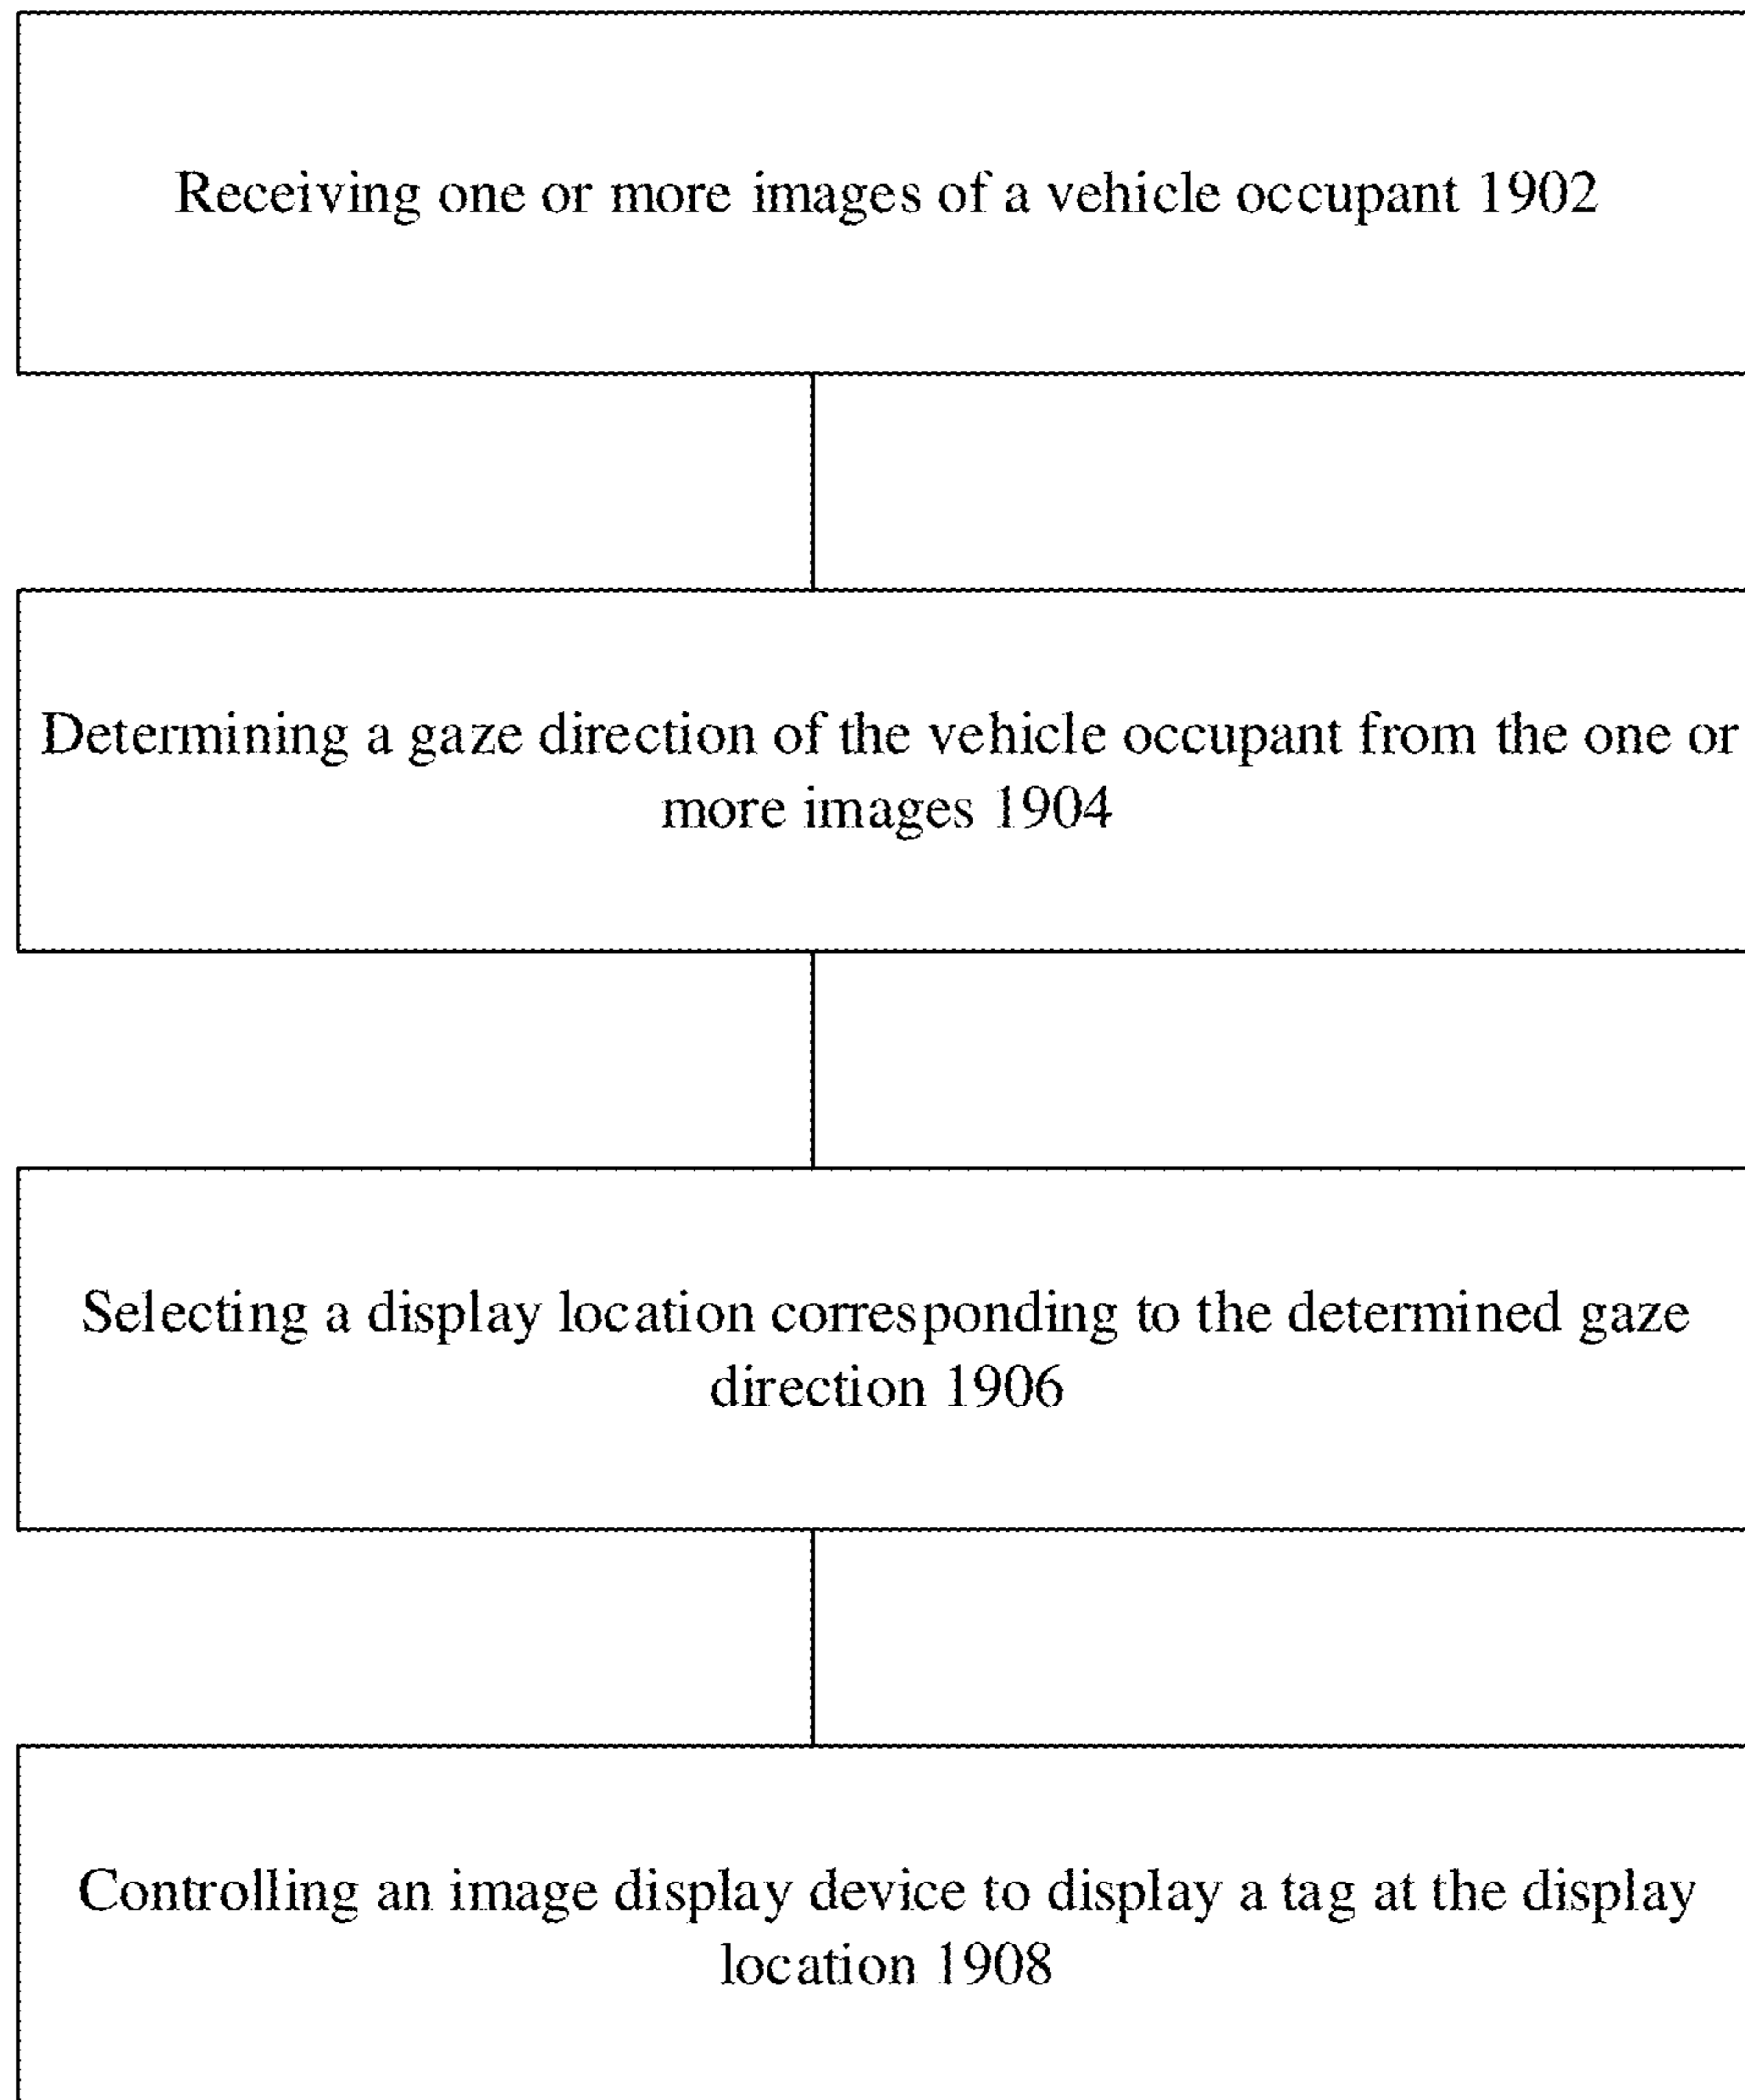 Receiving one or more images of a vehicle occupant 1902
Determining a gaze direction of the vehicle occupant from the one or
more images 1904
Selecting a display location corresponding to the determined gaze
direction 1906
Controlling an image display device to display a tag at the display
location 1908